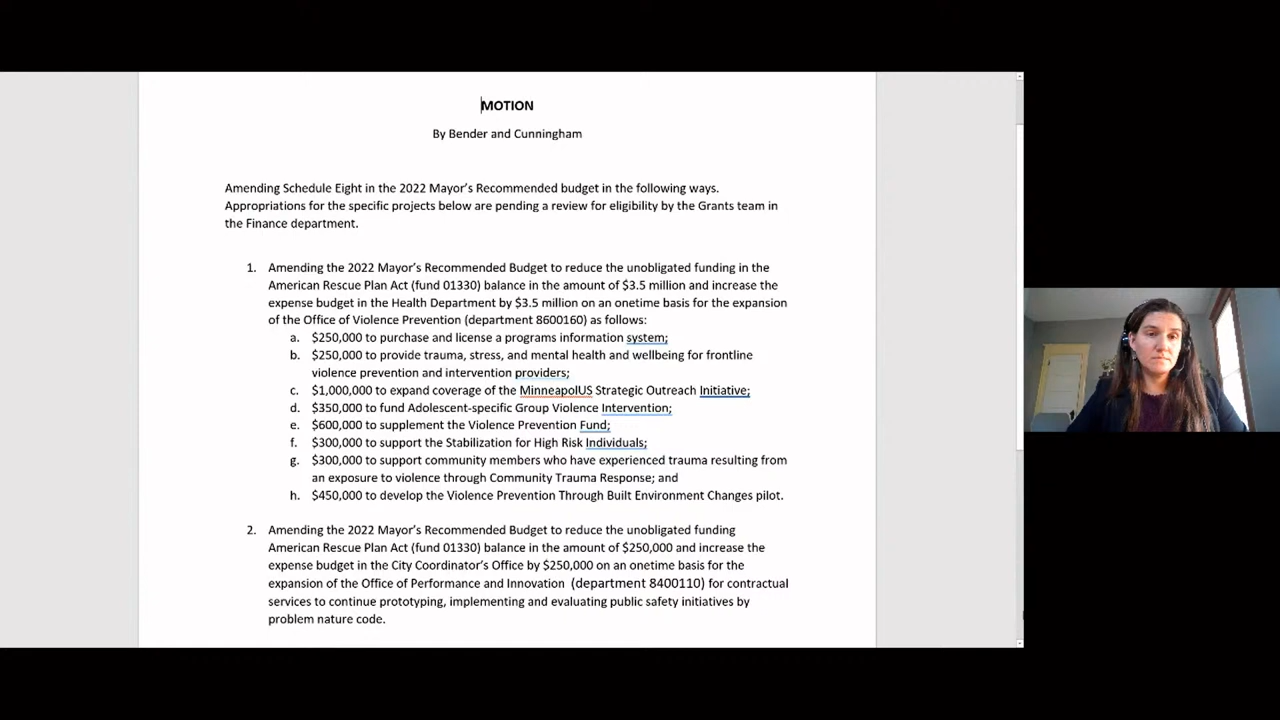 MOTION
By Bender and Cunningham
Amending Schedule Eight in the 2022 Mayor's Recommended budget in the following ways.
Appropriations for the specific projects below are pending a review for eligibility by the Grants team in
the Finance department.
1. Amending the 2022 Mayor's Recommended Budget to reduce the unobligated funding in the
American Rescue Plan Act (fund 01330) balance in the amount of $3.5 million and increase the
expense budget in the Health Department by $3.5 million on an onetime basis for the expansion
of the Office of Violence Prevention (department 8600160) as follows:
a. $250,000 to purchase and license a programs information system;
b. $250,000 to provide trauma, stress, and mental health and wellbeing for frontline
violence prevention and intervention providers;
c. $1,000,000 to expand coverage of the MinneapolUS Strategic Outreach Initiative;
d. $350,000 to fund Adolescent-specific Group Violence Intervention;
e. $600,000 to supplement the Violence Prevention Fund;
f. $300,000 to support the Stabilization for High Risk Individuals;
g. $300,000 to support community members who have experienced trauma resulting from
an exposure to violence through Community Trauma Response; and
h. $450,000 to develop the Violence Prevention Through Built Environment Changes pilot.
2. Amending the 2022 Mayor's Recommended Budget to reduce the unobligated funding
American Rescue Plan Act (fund 01330) balance in the amount of $250,000 and increase the
expense budget in the City Coordinator's Office by $250,000 on an onetime basis for the
expansion of the Office of Performance and Innovation (department 8400110) for contractual
services to continue prototyping, implementing and evaluating public safety initiatives by
problem nature code.